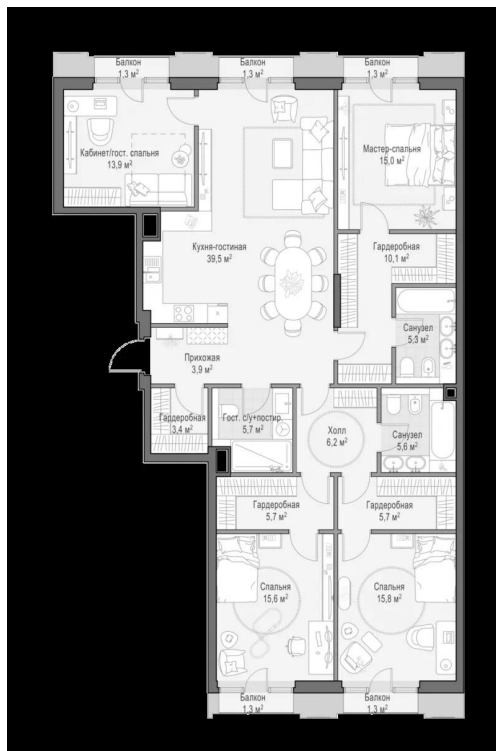 Балкон
1.3 м²
Балкон
1.3 м²
Балкон
1.3 м²
Кабинет/гост. спальня
13,9 м²
Мастер-спальня
15,0 м²
Кухня-гостиная
39,5 м²
Гардеробная
10,1 м²
Санузел
5,3 м²
Прихожая
3,9 м²
Гардеробная
3,4 м²
Гост. с/у+постир.
5,7 м²
Холл
6,2 м²
Санузел
5,6 м²
Гардеробная
5,7 м²
Гардеробная
5,7 м²
Спальня
15,6 м²
Спальня
15,8 м²
Балкон
1.3 м²
Балкон
1.3 м²